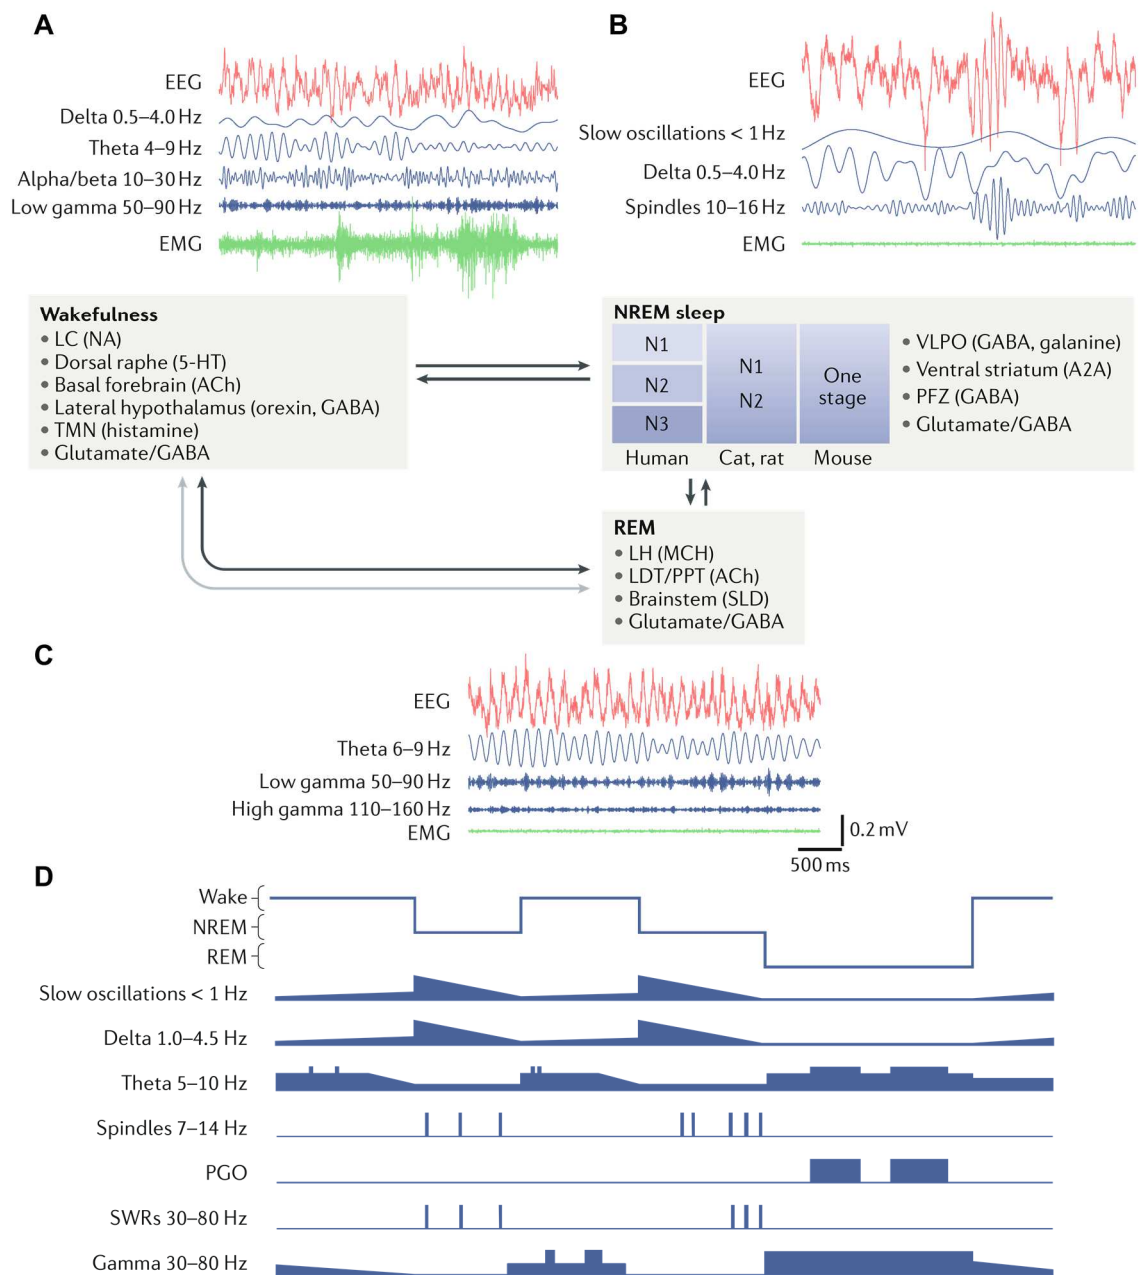 A
EEG
Delta 0.5–4.0 Hz
Theta 4–9 Hz
Alpha/beta 10–30 Hz
Low gamma 50–90 Hz
EMG
B
EEG
Slow oscillations < 1 Hz
Delta 0.5–4.0 Hz
Spindles 10–16 Hz
EMG
Wakefulness
• LC (NA)
• Dorsal raphe (5-HT)
• Basal forebrain (ACh)
• Lateral hypothalamus (orexin, GABA)
• TMN (histamine)
• Glutamate/GABA
NREM sleep
N1
N2
N3
Human
N1
N2
Cat, rat
One
stage
Mouse
• VLPO (GABA, galanine)
• Ventral striatum (A2A)
• PFZ (GABA)
• Glutamate/GABA
REM
• LH (MCH)
• LDT/PPT (ACh)
• Brainstem (SLD)
• Glutamate/GABA
C
EEG
Theta 6–9 Hz
Low gamma 50–90 Hz
High gamma 110–160 Hz
EMG
0.2 mV
500 ms
D
Wake
NREM
REM
Slow oscillations < 1 Hz
Delta 1.0–4.5 Hz
Theta 5–10 Hz
Spindles 7–14 Hz
PGO
SWRs 30–80 Hz
Gamma 30–80 Hz